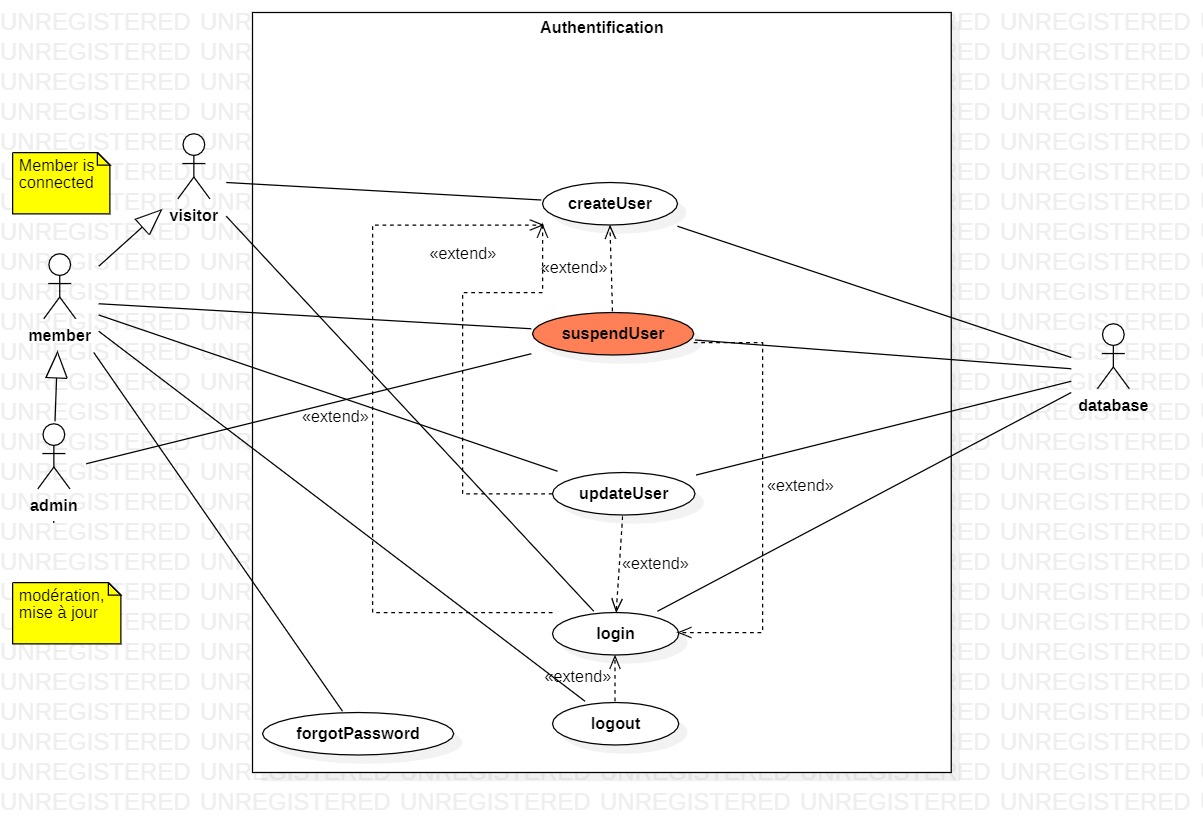 Authentification
Member is
connected
visitor
createUser
«extend»
«extend»
member
suspendUser
database
«extend»
admin
updateUser
«extend»
«extend»
modération,
mise à jour
login
«extend»
logout
forgotPassword
UNREGISTERED